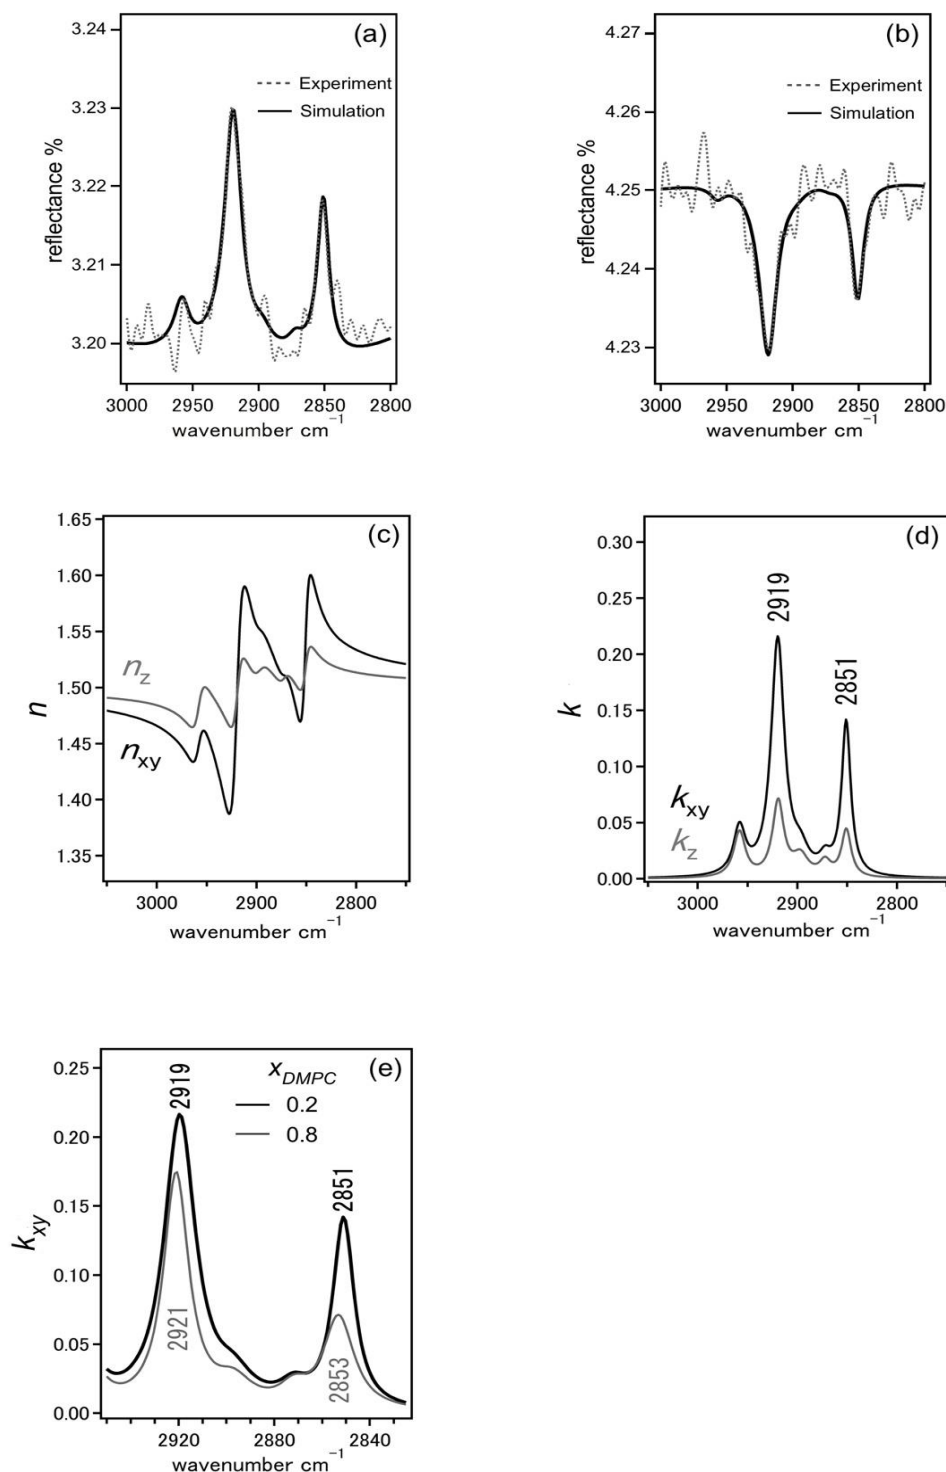 (a)
3.24
3.23
3.22
3.21
3.20
reflectance %
Experiment
Simulation
3000 2950 2900 2850 2800
wavenumber cm⁻¹
(b)
4.27
4.26
4.25
4.24
4.23
reflectance %
Experiment
Simulation
3000 2950 2900 2850 2800
wavenumber cm⁻¹
(c)
1.65
1.60
1.55
1.50
1.45
1.40
1.35
n
nz
nxy
3000 2900 2800
wavenumber cm⁻¹
(d)
0.30
0.25
0.20
0.15
0.10
0.05
0.00
k
2919
2851
kxy
kz
3000 2900 2800
wavenumber cm⁻¹
(e)
0.25
0.20
0.15
0.10
0.05
0.00
kxy
xDMPC
0.2
0.8
2919
2851
2921
2853
2920 2880 2840
wavenumber cm⁻¹